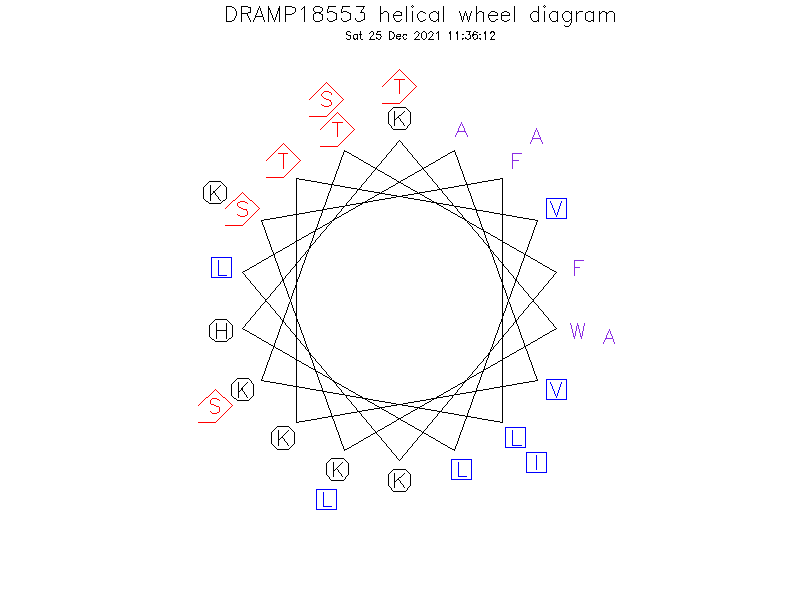 DRAMP18553 helical wheel diagram
Sat 25 Dec 2021 11:36:12
T
S
K
T
A
A
T
F
K
S
V
L
F
H
W
A
K
V
S
K
L
I
K
L
K
L